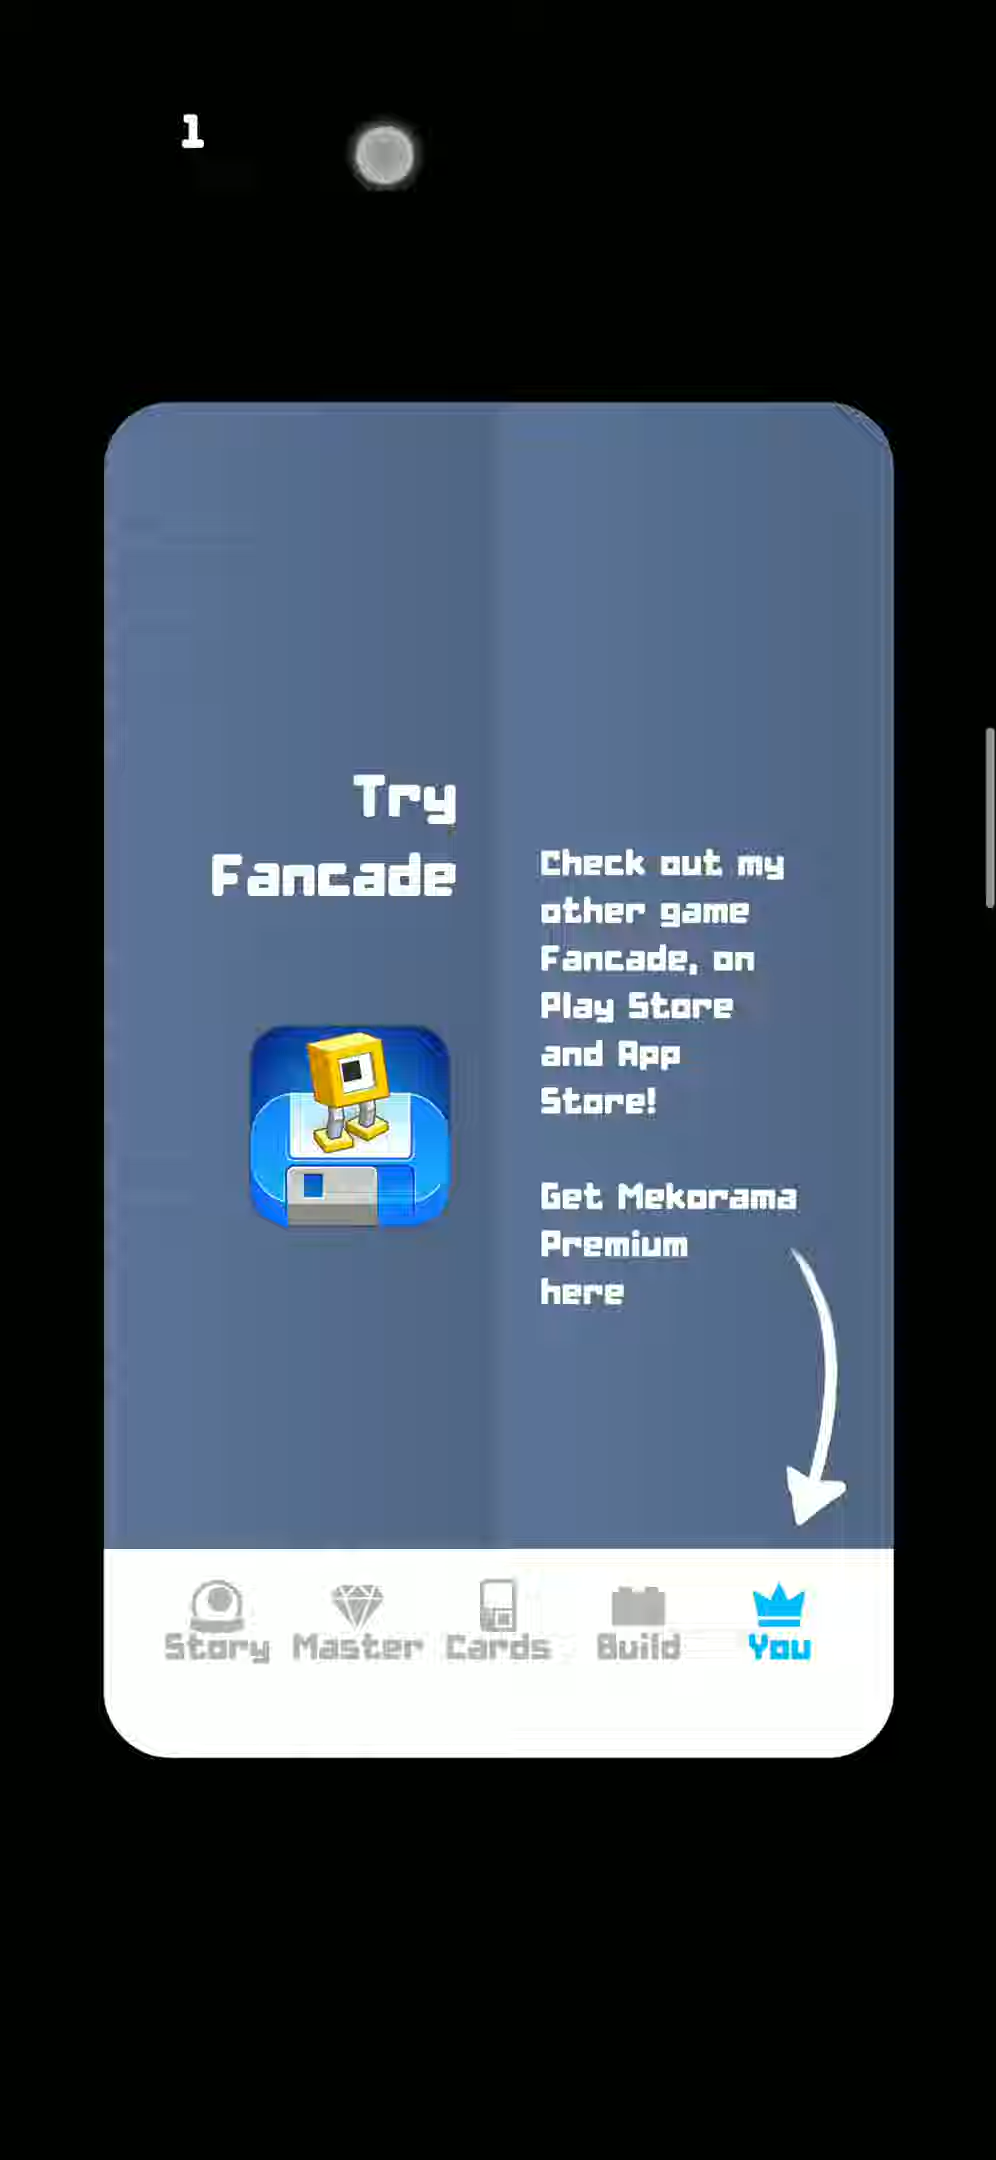 1
Try
Fancade
Check out my
other game
Fancade, on
Play Store
and App
Store!
Get Mekorama
Premium
here
Story Master Cards Build You